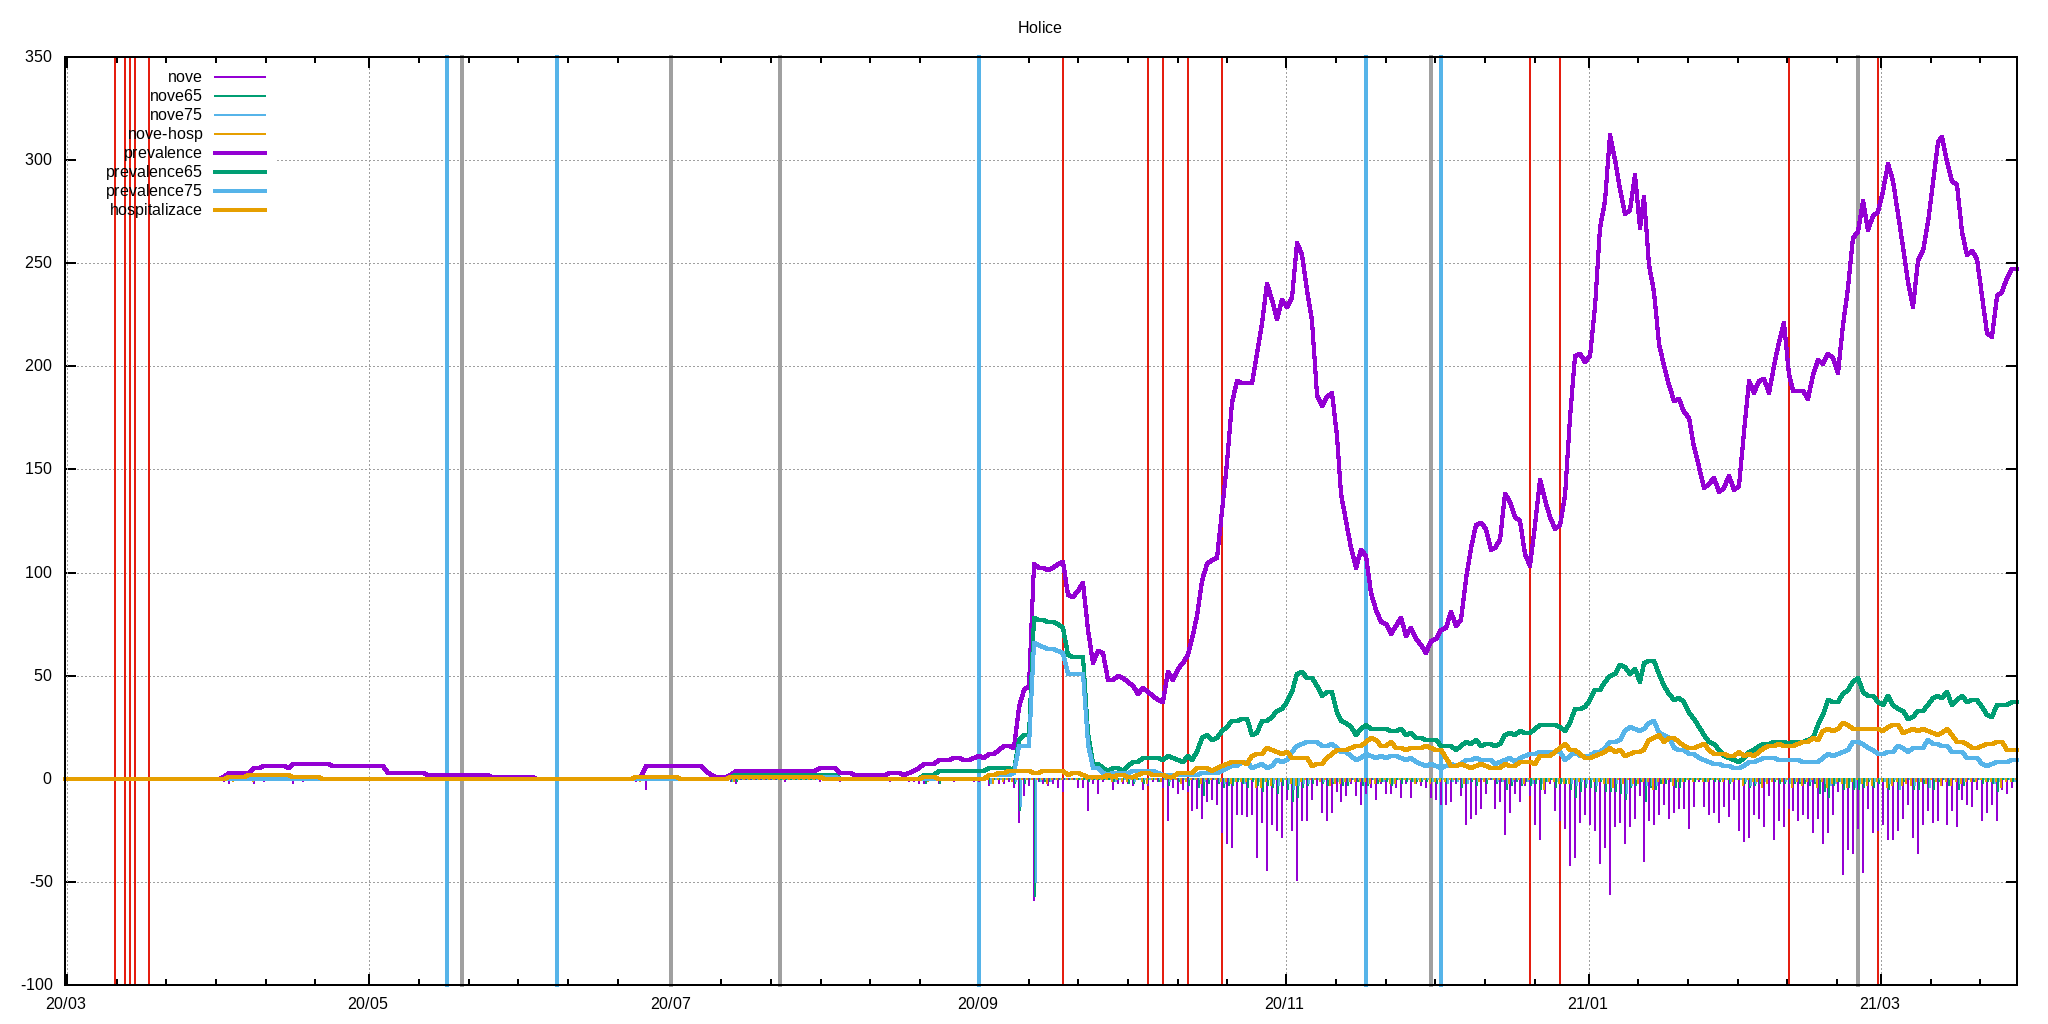 Holice
350
nove
nove65
nove75
nove-hosp
prevalence
prevalence65
prevalence75
hospitalizace
300
250
200
150
100
50
0
-50
-100
20/03 20/05 20/07 20/09 20/11 21/01 21/03